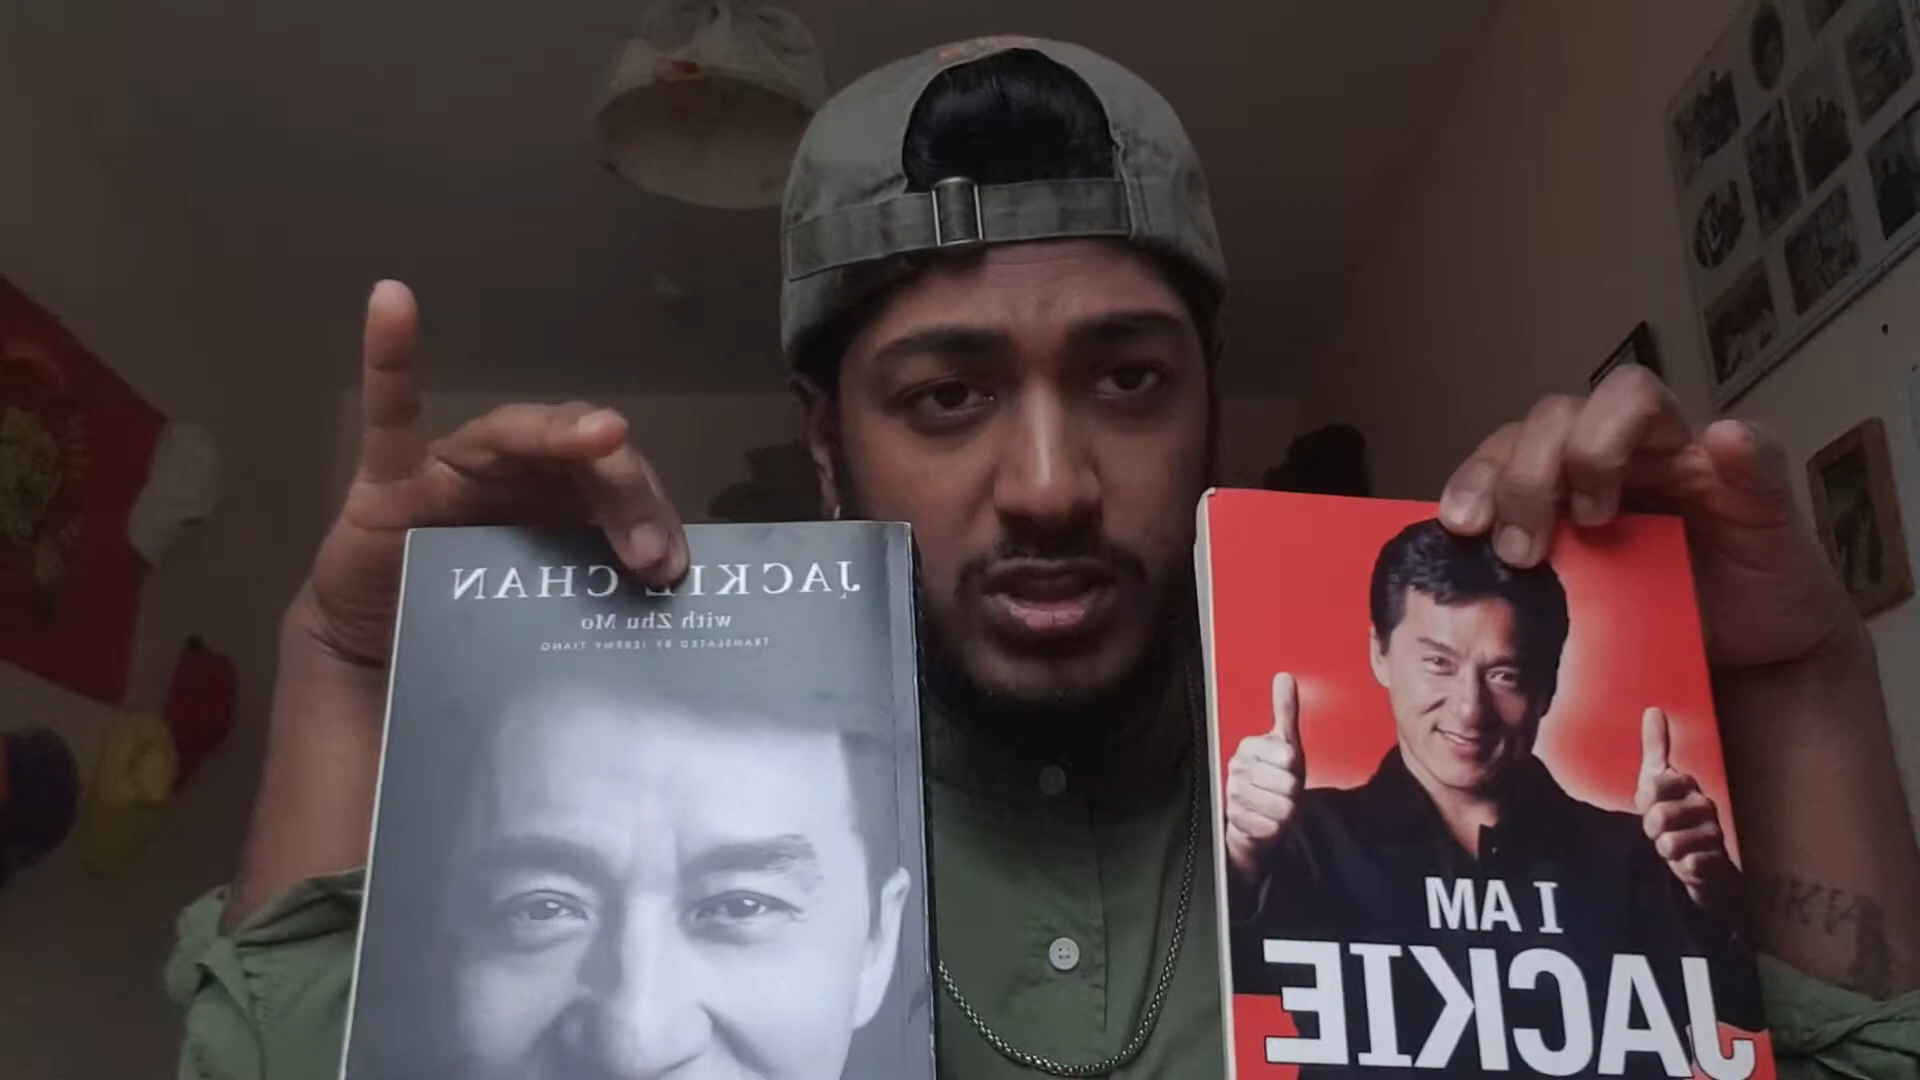 JACKIE CHAN
with Zhu Mo
TRANSLATED BY JEREMY TIANG
I AM
JACKIE